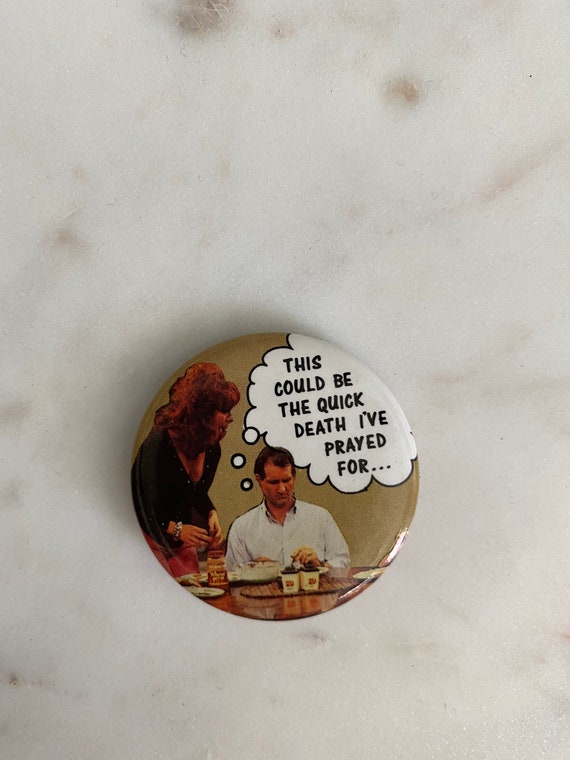 THIS
COULD BE
THE QUICK
DEATH I'VE
PRAYED
FOR...